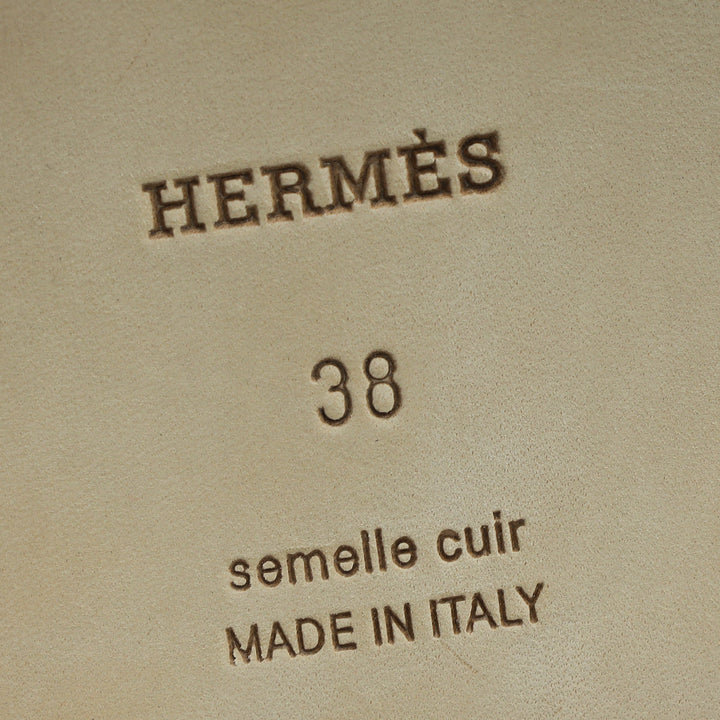 HERMÈS
38
semelle cuir
MADE IN ITALY